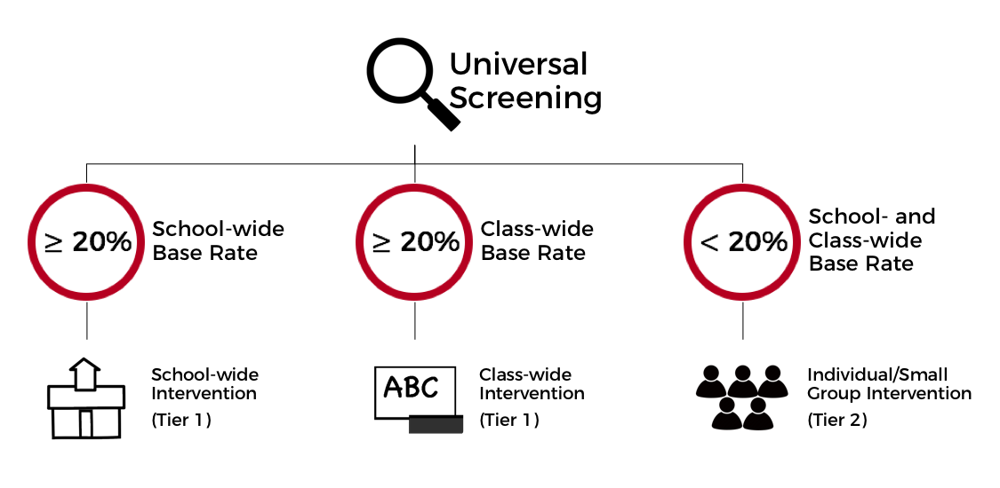 Universal
Screening
≥ 20%
School-wide
Base Rate
≥ 20%
Class-wide
Base Rate
< 20%
School- and
Class-wide
Base Rate
School-wide
Intervention
(Tier 1)
ABC
Class-wide
Intervention
(Tier 1)
Individual/Small
Group Intervention
(Tier 2)